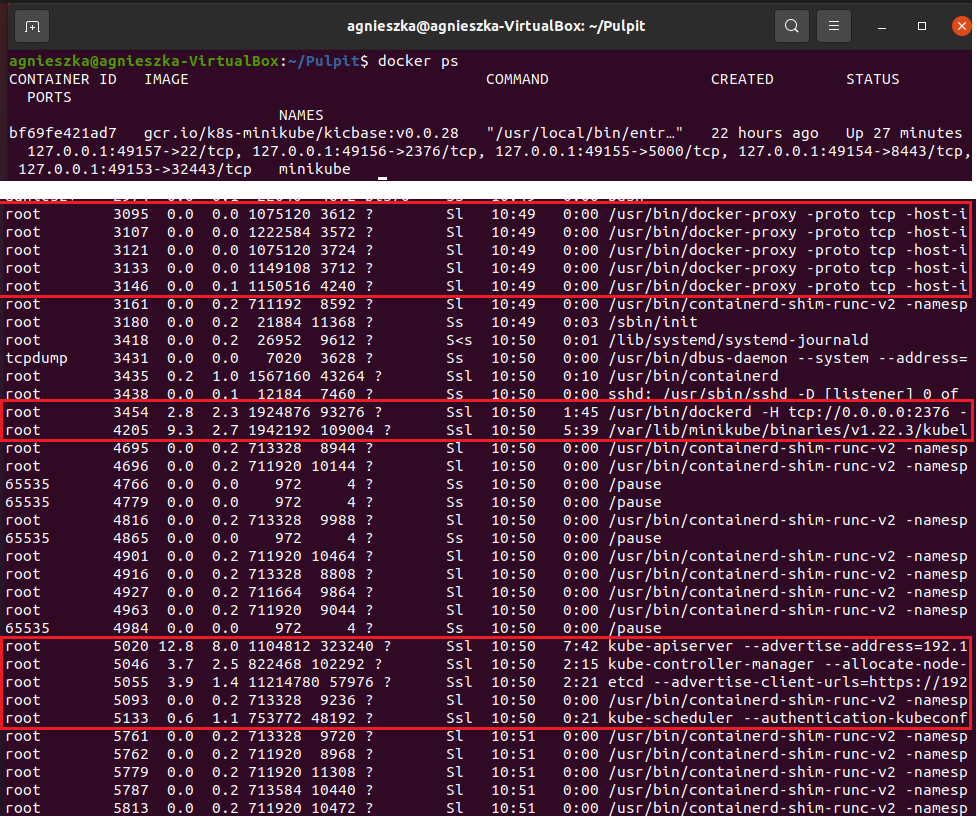 agnieszka@agnieszka-VirtualBox: ~/Pulpit
agnieszka@agnieszka-VirtualBox:~/Pulpit$ docker ps
CONTAINER ID   IMAGE                                 COMMAND                  CREATED        STATUS
  PORTS
                              NAMES
bf69fe421ad7   gcr.io/k8s-minikube/kicbase:v0.0.28   "/usr/local/bin/entr…"   22 hours ago   Up 27 minutes
  127.0.0.1:49157->22/tcp, 127.0.0.1:49156->2376/tcp, 127.0.0.1:49155->5000/tcp, 127.0.0.1:49154->8443/tcp,
 127.0.0.1:49153->32443/tcp   minikube
root        3095  0.0  0.0 1075120 3612 ?        Sl   10:49   0:00 /usr/bin/docker-proxy -proto tcp -host-i
root        3107  0.0  0.0 1222584 3572 ?        Sl   10:49   0:00 /usr/bin/docker-proxy -proto tcp -host-i
root        3121  0.0  0.0 1075120 3724 ?        Sl   10:49   0:00 /usr/bin/docker-proxy -proto tcp -host-i
root        3133  0.0  0.0 1149108 3712 ?        Sl   10:49   0:00 /usr/bin/docker-proxy -proto tcp -host-i
root        3146  0.0  0.1 1150516 4240 ?        Sl   10:49   0:00 /usr/bin/docker-proxy -proto tcp -host-i
root        3161  0.0  0.2 711192  8592 ?        Sl   10:49   0:00 /usr/bin/containerd-shim-runc-v2 -namesp
root        3180  0.0  0.2  21884 11368 ?        Ss   10:49   0:03 /sbin/init
root        3418  0.0  0.2  26952  9612 ?        S<s  10:50   0:01 /lib/systemd/systemd-journald
tcpdump     3431  0.0  0.0   7020  3628 ?        Ss   10:50   0:00 /usr/bin/dbus-daemon --system --address=
root        3435  0.2  1.0 1567160 43264 ?       Ssl  10:50   0:10 /usr/bin/containerd
root        3438  0.0  0.1  12184  7460 ?        Ss   10:50   0:00 sshd: /usr/sbin/sshd -D [listener] 0 of
root        3454  2.8  2.3 1924876 93276 ?       Ssl  10:50   1:45 /usr/bin/dockerd -H tcp://0.0.0.0:2376 -
root        4205  9.3  2.7 1942192 109004 ?      Ssl  10:50   5:39 /var/lib/minikube/binaries/v1.22.3/kubel
root        4695  0.0  0.2 713328  8944 ?        Sl   10:50   0:00 /usr/bin/containerd-shim-runc-v2 -namesp
root        4696  0.0  0.2 711920 10144 ?        Sl   10:50   0:00 /usr/bin/containerd-shim-runc-v2 -namesp
65535       4766  0.0  0.0    972     4 ?        Ss   10:50   0:00 /pause
65535       4779  0.0  0.0    972     4 ?        Ss   10:50   0:00 /pause
root        4816  0.0  0.2 713328  9988 ?        Sl   10:50   0:00 /usr/bin/containerd-shim-runc-v2 -namesp
65535       4865  0.0  0.0    972     4 ?        Ss   10:50   0:00 /pause
root        4901  0.0  0.2 711920 10464 ?        Sl   10:50   0:00 /usr/bin/containerd-shim-runc-v2 -namesp
root        4916  0.0  0.2 713328  8808 ?        Sl   10:50   0:00 /usr/bin/containerd-shim-runc-v2 -namesp
root        4927  0.0  0.2 711664  9864 ?        Sl   10:50   0:00 /usr/bin/containerd-shim-runc-v2 -namesp
root        4963  0.0  0.2 711920  9044 ?        Sl   10:50   0:00 /usr/bin/containerd-shim-runc-v2 -namesp
65535       4984  0.0  0.0    972     4 ?        Ss   10:50   0:00 /pause
root        5020 12.8  8.0 1104812 323240 ?      Ssl  10:50   7:42 kube-apiserver --advertise-address=192.1
root        5046  3.7  2.5 822468 102292 ?       Ssl  10:50   2:15 kube-controller-manager --allocate-node-
root        5055  3.9  1.4 11214780 57976 ?      Ssl  10:50   2:21 etcd --advertise-client-urls=https://192
root        5093  0.0  0.2 713328  9236 ?        Sl   10:50   0:00 /usr/bin/containerd-shim-runc-v2 -namesp
root        5133  0.6  1.1 753772 48192 ?        Ssl  10:50   0:21 kube-scheduler --authentication-kubeconf
root        5761  0.0  0.2 713328  9720 ?        Sl   10:51   0:00 /usr/bin/containerd-shim-runc-v2 -namesp
root        5762  0.0  0.2 711920  8968 ?        Sl   10:51   0:00 /usr/bin/containerd-shim-runc-v2 -namesp
root        5779  0.0  0.2 711920 11308 ?        Sl   10:51   0:00 /usr/bin/containerd-shim-runc-v2 -namesp
root        5787  0.0  0.2 713584 10440 ?        Sl   10:51   0:00 /usr/bin/containerd-shim-runc-v2 -namesp
root        5813  0.0  0.2 711920 10472 ?        Sl   10:51   0:00 /usr/bin/containerd-shim-runc-v2 -namesp